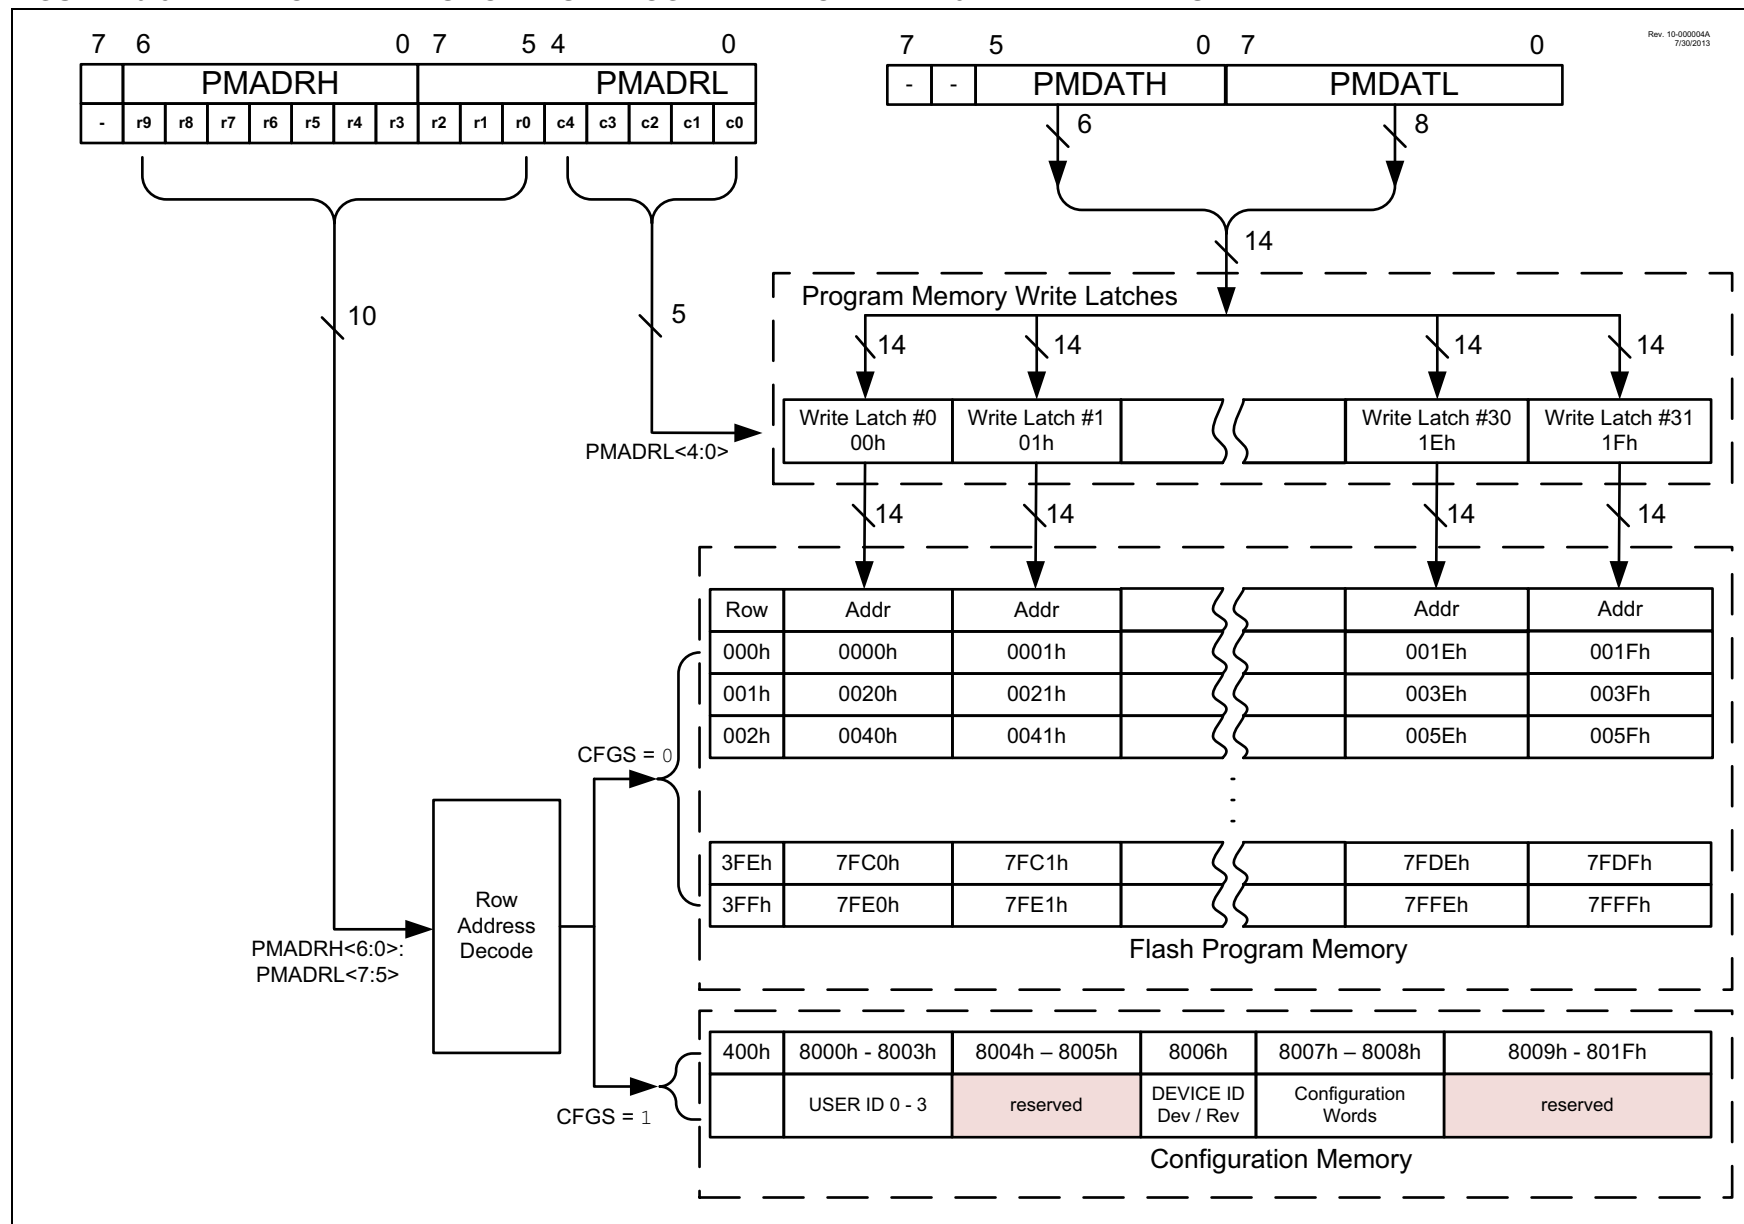 7 6 0 7 5 4 0
7 5 0 7 0
Rev. 10-000004A
7/30/2013
PMADRH PMADRL
- r9 r8 r7 r6 r5 r4 r3 r2 r1 r0 c4 c3 c2 c1 c0
- - PMDATH PMDATL
6 8
14
10
5
Program Memory Write Latches
14 14 14 14
Write Latch #0
00h
Write Latch #1
01h
Write Latch #30
1Eh
Write Latch #31
1Fh
PMADRL<4:0>
14 14 14 14
Row Addr Addr Addr Addr
000h 0000h 0001h 001Eh 001Fh
001h 0020h 0021h 003Eh 003Fh
002h 0040h 0041h 005Eh 005Fh
CFGS = 0
3FEh 7FC0h 7FC1h 7FDEh 7FDFh
3FFh 7FE0h 7FE1h 7FFEh 7FFFh
Flash Program Memory
Row
Address
Decode
PMADRH<6:0>:
PMADRL<7:5>
400h 8000h - 8003h 8004h – 8005h 8006h 8007h – 8008h 8009h - 801Fh
USER ID 0 - 3
reserved
DEVICE ID
Dev / Rev
Configuration
Words
reserved
CFGS = 1
Configuration Memory